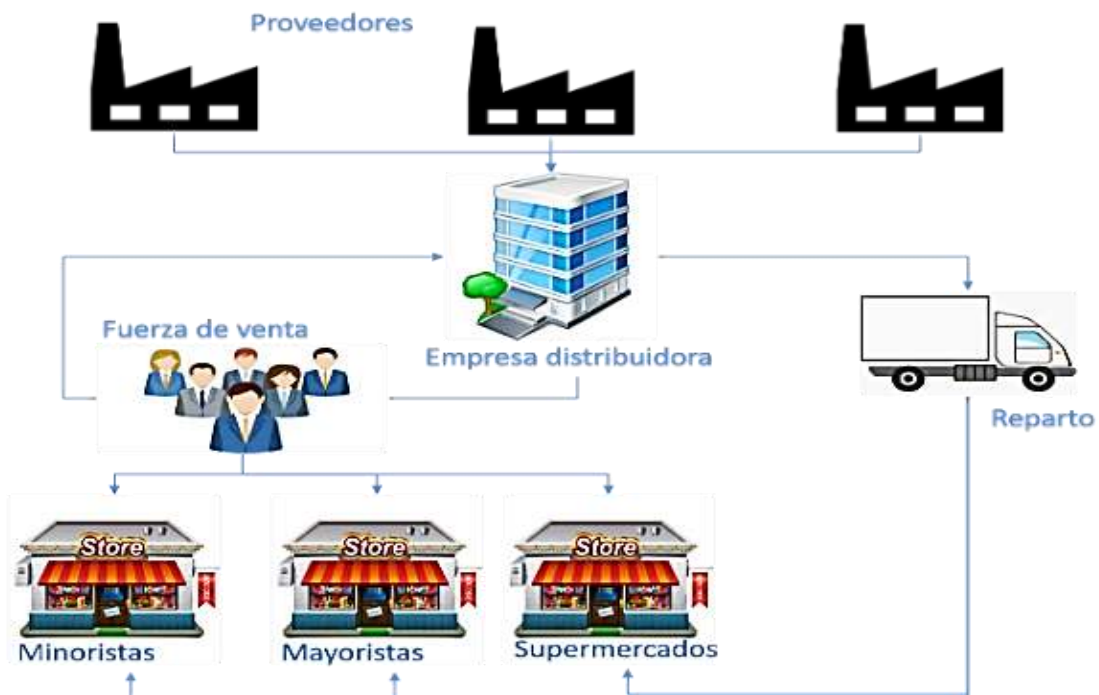 Proveedores
Fuerza de venta
Empresa distribuidora
Reparto
Store
Store
Store
Minoristas
Mayoristas
Supermercados